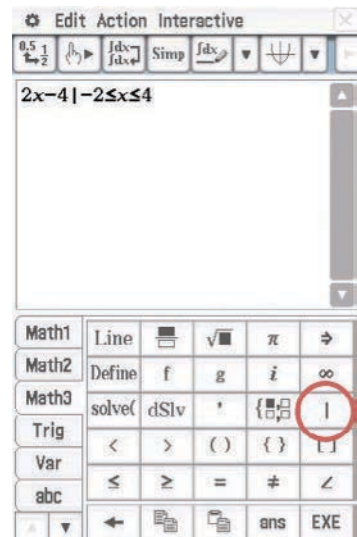 Edit Action Interactive
0.5 1 2 ∫dx ∫dx Simp ∫dx
2x−4|−2≤x≤4
Math1 Line √■ π ⇒
Math2 Define f g i ∞
Math3 solve( dSlv ' { |
Trig < > ( ) { } [ ]
Var ≤ ≥ = ≠ ∠
abc
← ans EXE